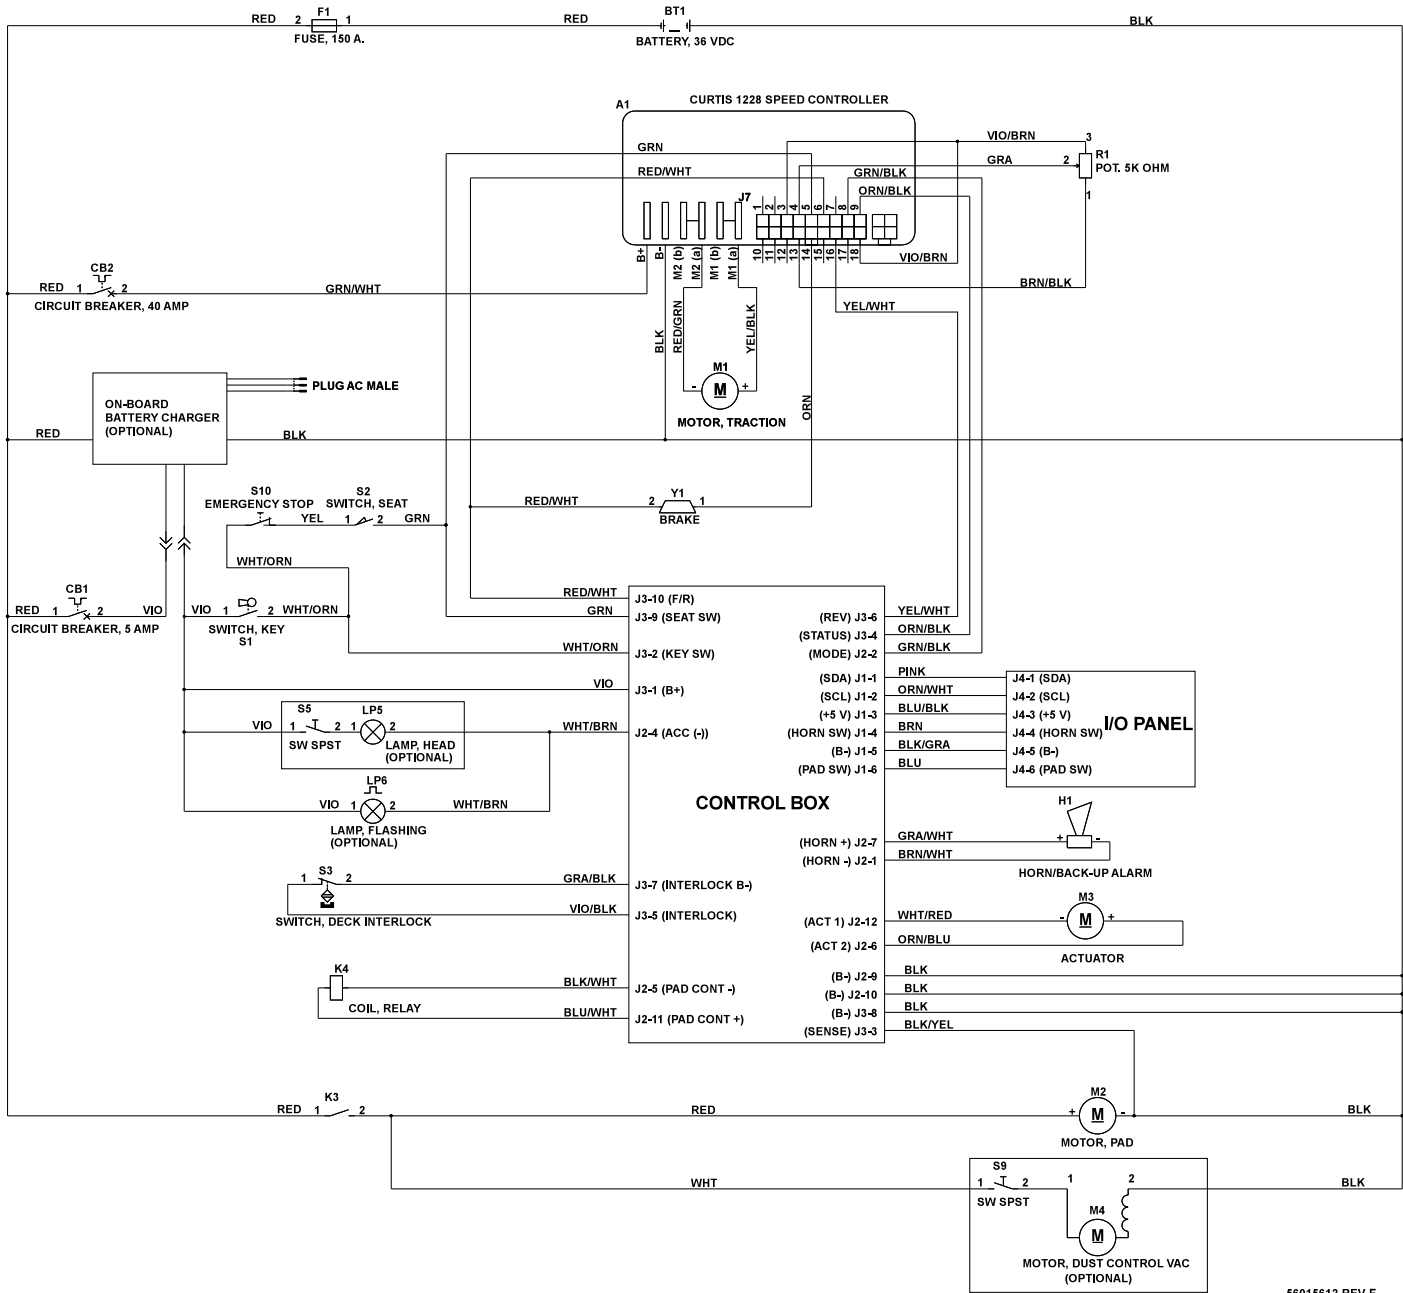 RED 2 F1 1 RED BT1 BLK
FUSE, 150 A. BATTERY, 36 VDC
CURTIS 1228 SPEED CONTROLLER
A1
GRN
RED/WHT
VIO/BRN 3
GRA 2 R1
POT. 5K OHM
1
GRN/BLK
ORN/BLK
J7
1 2 3 4 5 6 7 8 9
10 11 12 13 14 15 16 17 18
B+ B- M2 (b) M2 (a) M1 (b) M1 (a)
VIO/BRN
BRN/BLK
YEL/WHT
CB2
RED 1 2 GRN/WHT
CIRCUIT BREAKER, 40 AMP
BLK RED/GRN YEL/BLK
M1
- M +
MOTOR, TRACTION
ORN
PLUG AC MALE
ON-BOARD
BATTERY CHARGER
(OPTIONAL)
RED BLK
S10 S2
EMERGENCY STOP SWITCH, SEAT
YEL 1 2 GRN
WHT/ORN
RED/WHT 2 Y1 1
BRAKE
CB1
RED 1 2 VIO
CIRCUIT BREAKER, 5 AMP
VIO 1 2 WHT/ORN
SWITCH, KEY
S1
RED/WHT J3-10 (F/R)
GRN J3-9 (SEAT SW)
WHT/ORN J3-2 (KEY SW)
VIO J3-1 (B+)
S5 LP5
VIO 1 2 1 2 WHT/BRN J2-4 (ACC (-))
SW SPST LAMP, HEAD
(OPTIONAL)
LP6
VIO 1 2 WHT/BRN
LAMP, FLASHING
(OPTIONAL)
CONTROL BOX
S3
1 2 GRA/BLK J3-7 (INTERLOCK B-)
VIO/BLK J3-5 (INTERLOCK)
SWITCH, DECK INTERLOCK
K4
BLK/WHT J2-5 (PAD CONT -)
COIL, RELAY
BLU/WHT J2-11 (PAD CONT +)
(REV) J3-6 YEL/WHT
(STATUS) J3-4 ORN/BLK
(MODE) J2-2 GRN/BLK
(SDA) J1-1 PINK J4-1 (SDA)
(SCL) J1-2 ORN/WHT J4-2 (SCL)
(+5 V) J1-3 BLU/BLK J4-3 (+5 V)
(HORN SW) J1-4 BRN J4-4 (HORN SW)
(B-) J1-5 BLK/GRA J4-5 (B-)
(PAD SW) J1-6 BLU J4-6 (PAD SW)
I/O PANEL
H1
(HORN +) J2-7 GRA/WHT + -
(HORN -) J2-1 BRN/WHT
HORN/BACK-UP ALARM
M3
(ACT 1) J2-12 WHT/RED - M +
(ACT 2) J2-6 ORN/BLU
ACTUATOR
(B-) J2-9 BLK
(B-) J2-10 BLK
(B-) J3-8 BLK
(SENSE) J3-3 BLK/YEL
K3 M2
RED 1 2 RED + M - BLK
MOTOR, PAD
WHT
S9
1 2 1 2 BLK
SW SPST
M4
M
MOTOR, DUST CONTROL VAC
(OPTIONAL)